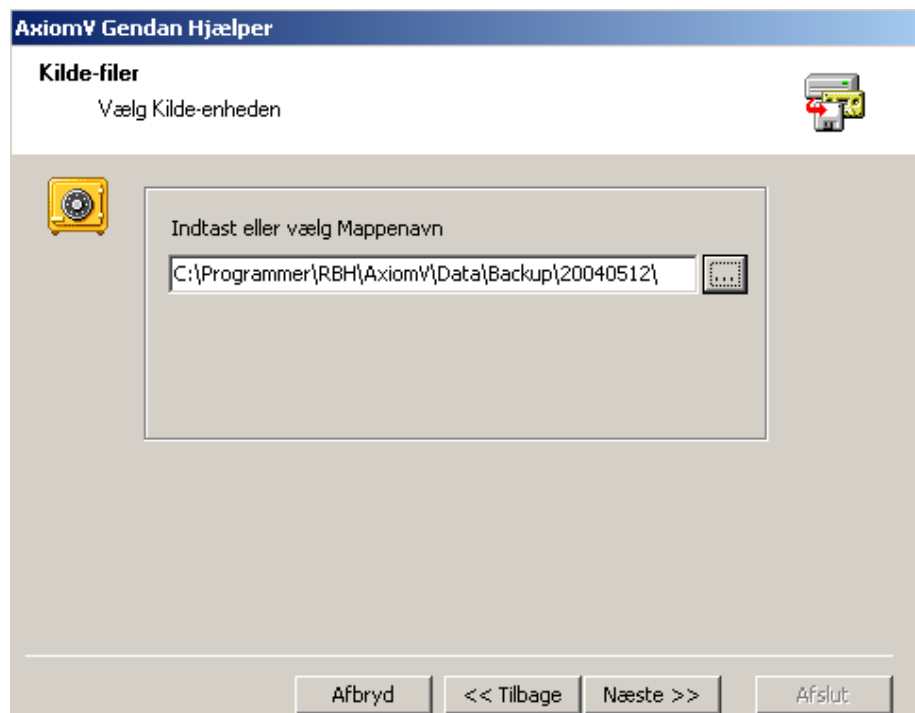 AxiomV Gendan Hjælper
Kilde-filer
Vælg Kilde-enheden
Indtast eller vælg Mappenavn
C:\Programmer\RBH\AxiomV\Data\Backup\20040512\
...
Afbryd
<< Tilbage
Næste >>
Afslut